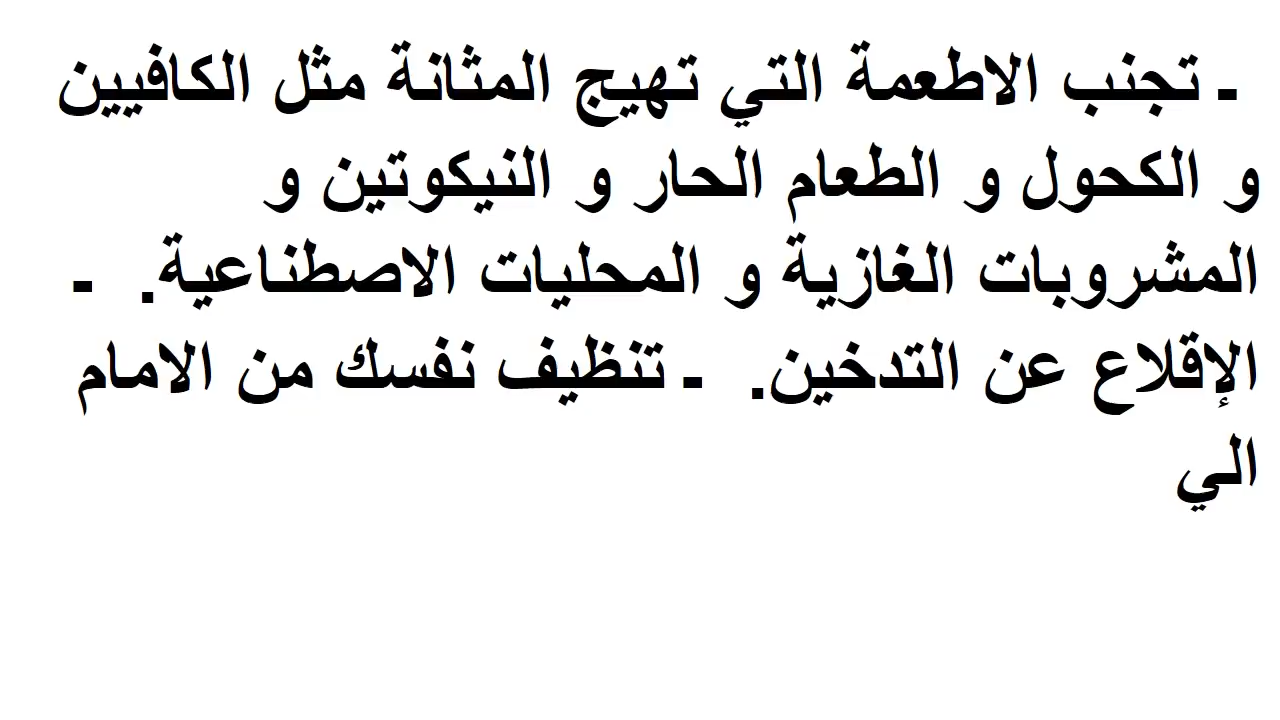 ـ تجنب الاطعمة التي تهيج المثانة مثل الكافيين
و الكحول و الطعام الحار و النيكوتين و
المشروبات الغازية و المحليات الاصطناعية. ـ
الإقلاع عن التدخين. ـ تنظيف نفسك من الامام
الي